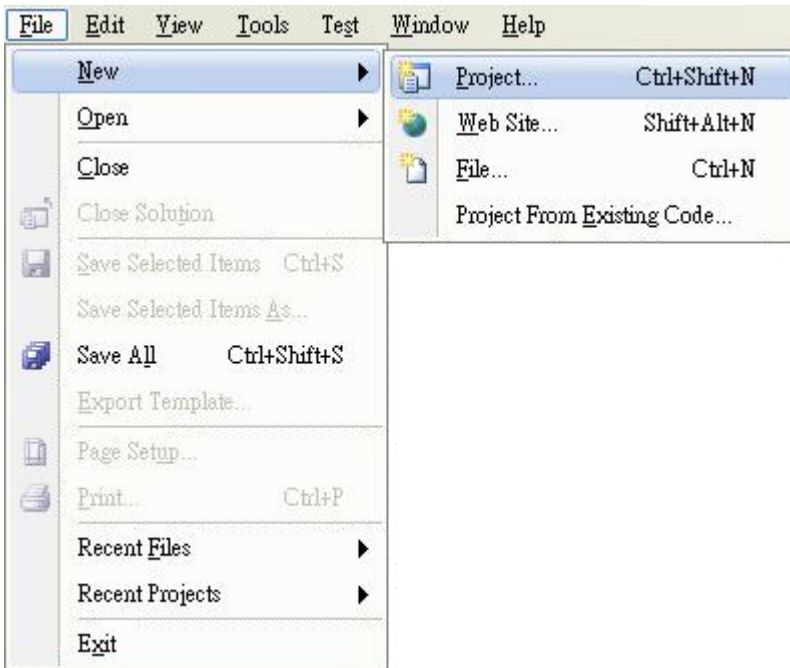 File Edit View Tools Test Window Help
New
Project... Ctrl+Shift+N
Open
Web Site... Shift+Alt+N
Close
File... Ctrl+N
Close Solution
Project From Existing Code...
Save Selected Items Ctrl+S
Save Selected Items As...
Save All Ctrl+Shift+S
Export Template...
Page Setup...
Print... Ctrl+P
Recent Files
Recent Projects
Exit